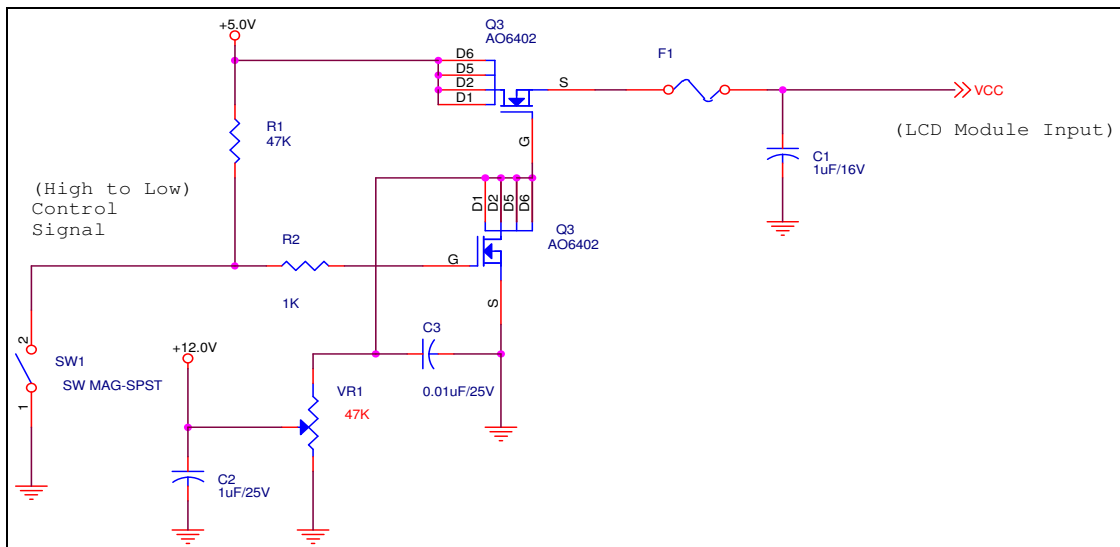 +5.0V
Q3
AO6402
D6
D5
D2
D1
S
G
F1
VCC
(LCD Module Input)
C1
1uF/16V
R1
47K
(High to Low)
Control
Signal
D1
D2
D5
D6
Q3
AO6402
G
S
R2
1K
2
1
SW1
SW MAG-SPST
+12.0V
C3
0.01uF/25V
VR1
47K
C2
1uF/25V